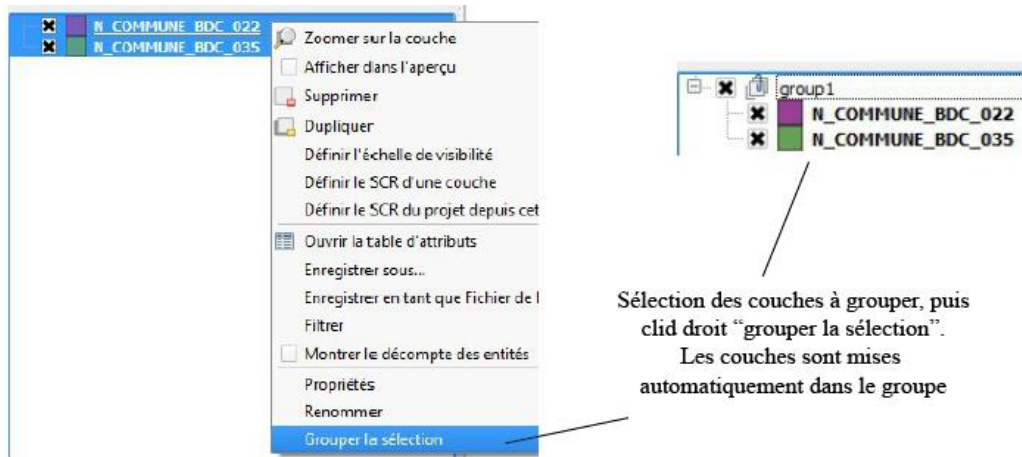 N_COMMUNE_BDC_022
N_COMMUNE_BDC_035
Zoomer sur la couche
Afficher dans l'aperçu
Supprimer
Dupliquer
Définir l'échelle de visibilité
Définir le SCR d'une couche
Définir le SCR du projet depuis cet
Ouvrir la table d'attributs
Enregistrer sous...
Enregistrer en tant que Fichier de
Filtrer
Montrer le décompte des entités
Propriétés
Renommer
Grouper la sélection
group1
N_COMMUNE_BDC_022
N_COMMUNE_BDC_035
Sélection des couches à grouper, puis
clid droit “grouper la sélection”.
Les couches sont mises
automatiquement dans le groupe